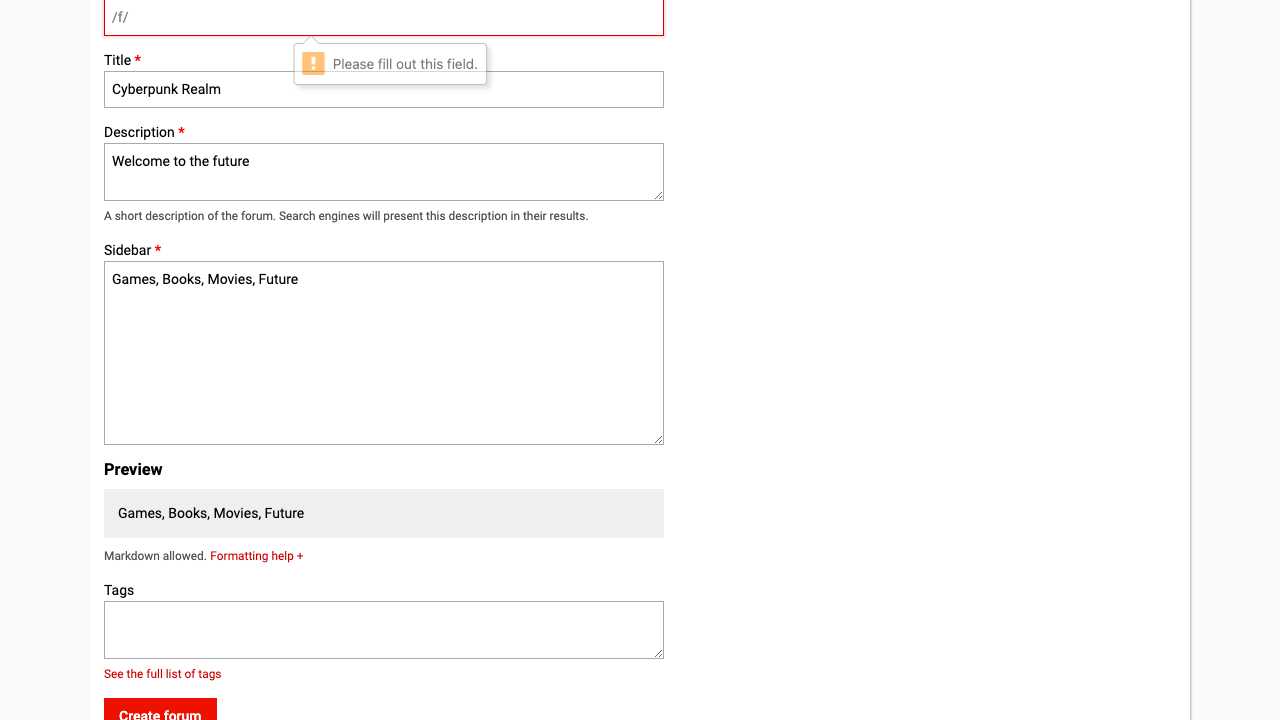 /f/
Please fill out this field.
Title *
Cyberpunk Realm
Description *
Welcome to the future
A short description of the forum. Search engines will present this description in their results.
Sidebar *
Games, Books, Movies, Future
Preview
Games, Books, Movies, Future
Markdown allowed. Formatting help +
Tags
See the full list of tags
Create forum